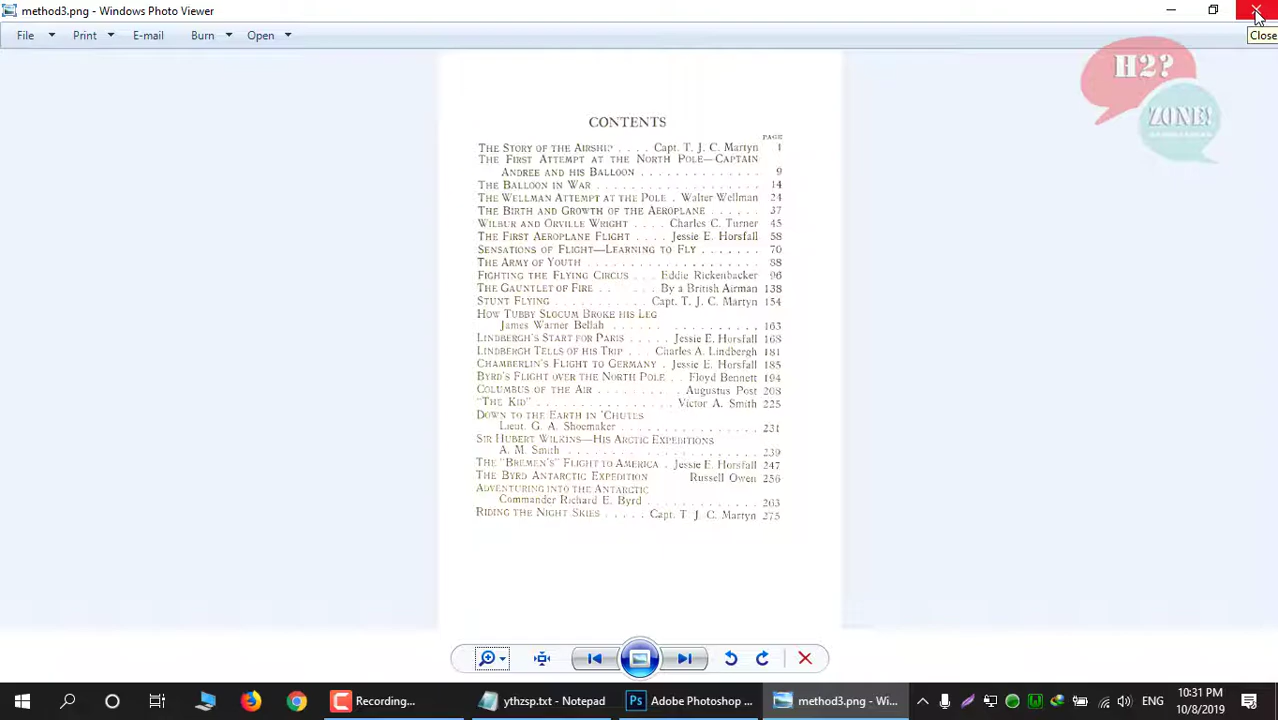 method3.png - Windows Photo Viewer
File Print E-mail Burn Open
Close
H2?
ZONE!
CONTENTS
PAGE
THE STORY OF THE AIRSHIP . . . . Capt. T. J. C. Martyn 1
THE FIRST ATTEMPT AT THE NORTH POLE—CAPTAIN
ANDREE AND HIS BALLOON . . . . . . . . . . . . . . 9
THE BALLOON IN WAR . . . . . . . . . . . . . . . . . . . 14
THE WELLMAN ATTEMPT AT THE POLE . Walter Wellman 24
THE BIRTH AND GROWTH OF THE AEROPLANE . . . . . . 37
WILBUR AND ORVILLE WRIGHT . . . . Charles C. Turner 45
THE FIRST AEROPLANE FLIGHT . . . . Jessie E. Horsfall 58
SENSATIONS OF FLIGHT—LEARNING TO FLY . . . . . . . 70
THE ARMY OF YOUTH . . . . . . . . . . . . . . . . . . . 88
FIGHTING THE FLYING CIRCUS . . . Eddie Rickenbacker 96
THE GAUNTLET OF FIRE . . . . . By a British Airman 138
STUNT FLYING . . . . . . . . . . . Capt. T. J. C. Martyn 154
HOW TUBBY SLOCUM BROKE HIS LEG
James Warner Bellah . . . . . . . . . . . . . 163
LINDBERGH'S START FOR PARIS . . . . . Jessie E. Horsfall 168
LINDBERGH TELLS OF HIS TRIP . . . Charles A. Lindbergh 181
CHAMBERLIN'S FLIGHT TO GERMANY . Jessie E. Horsfall 185
BYRD'S FLIGHT OVER THE NORTH POLE . . Floyd Bennett 194
COLUMBUS OF THE AIR . . . . . . . . . Augustus Post 208
"THE KID" . . . . . . . . . . . . . . . . Victor A. Smith 225
DOWN TO THE EARTH IN 'CHUTES
Lieut. G. A. Shoemaker . . . . . . . . . . . . . . . 231
SIR HUBERT WILKINS—HIS ARCTIC EXPEDITIONS
A. M. Smith . . . . . . . . . . . . . . . . . . . . . 239
THE "BREMEN'S" FLIGHT TO AMERICA . Jessie E. Horsfall 247
THE BYRD ANTARCTIC EXPEDITION Russell Owen 256
ADVENTURING INTO THE ANTARCTIC
Commander Richard E. Byrd . . . . . . . . . . . . 263
RIDING THE NIGHT SKIES . . . . . Capt. T. J. C. Martyn 275
Recording... ythzsp.txt - Notepad Ps Adobe Photoshop ... method3.png - Wi... ENG 10:31 PM
10/8/2019